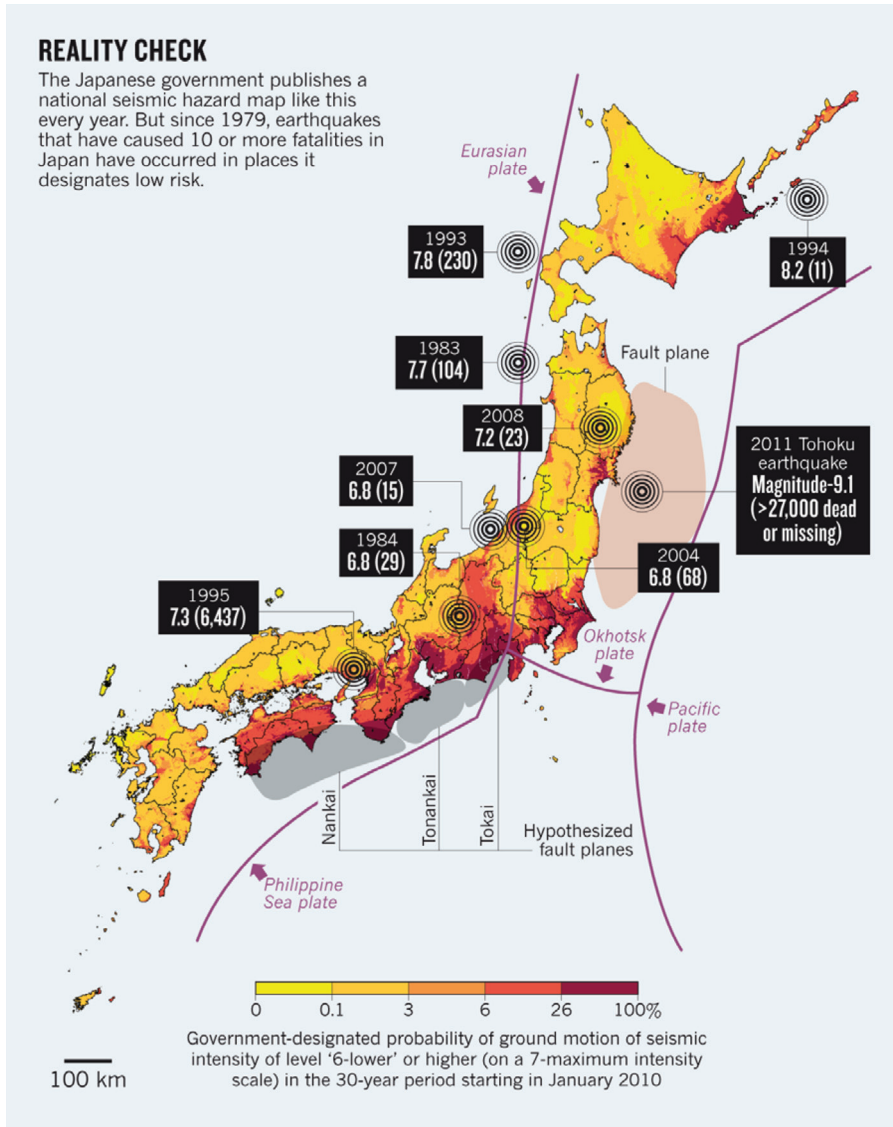 REALITY CHECK
The Japanese government publishes a
national seismic hazard map like this
every year. But since 1979, earthquakes
that have caused 10 or more fatalities in
Japan have occurred in places it
designates low risk.
Eurasian
plate
1993
7.8 (230)
1994
8.2 (11)
1983
7.7 (104)
Fault plane
2008
7.2 (23)
2011 Tohoku
earthquake
Magnitude-9.1
(>27,000 dead
or missing)
2007
6.8 (15)
1984
6.8 (29)
2004
6.8 (68)
1995
7.3 (6,437)
Okhotsk
plate
Pacific
plate
Nankai
Tonankai
Tokai
Hypothesized
fault planes
Philippine
Sea plate
0 0.1 3 6 26 100%
Government-designated probability of ground motion of seismic
intensity of level ‘6-lower’ or higher (on a 7-maximum intensity
scale) in the 30-year period starting in January 2010
100 km